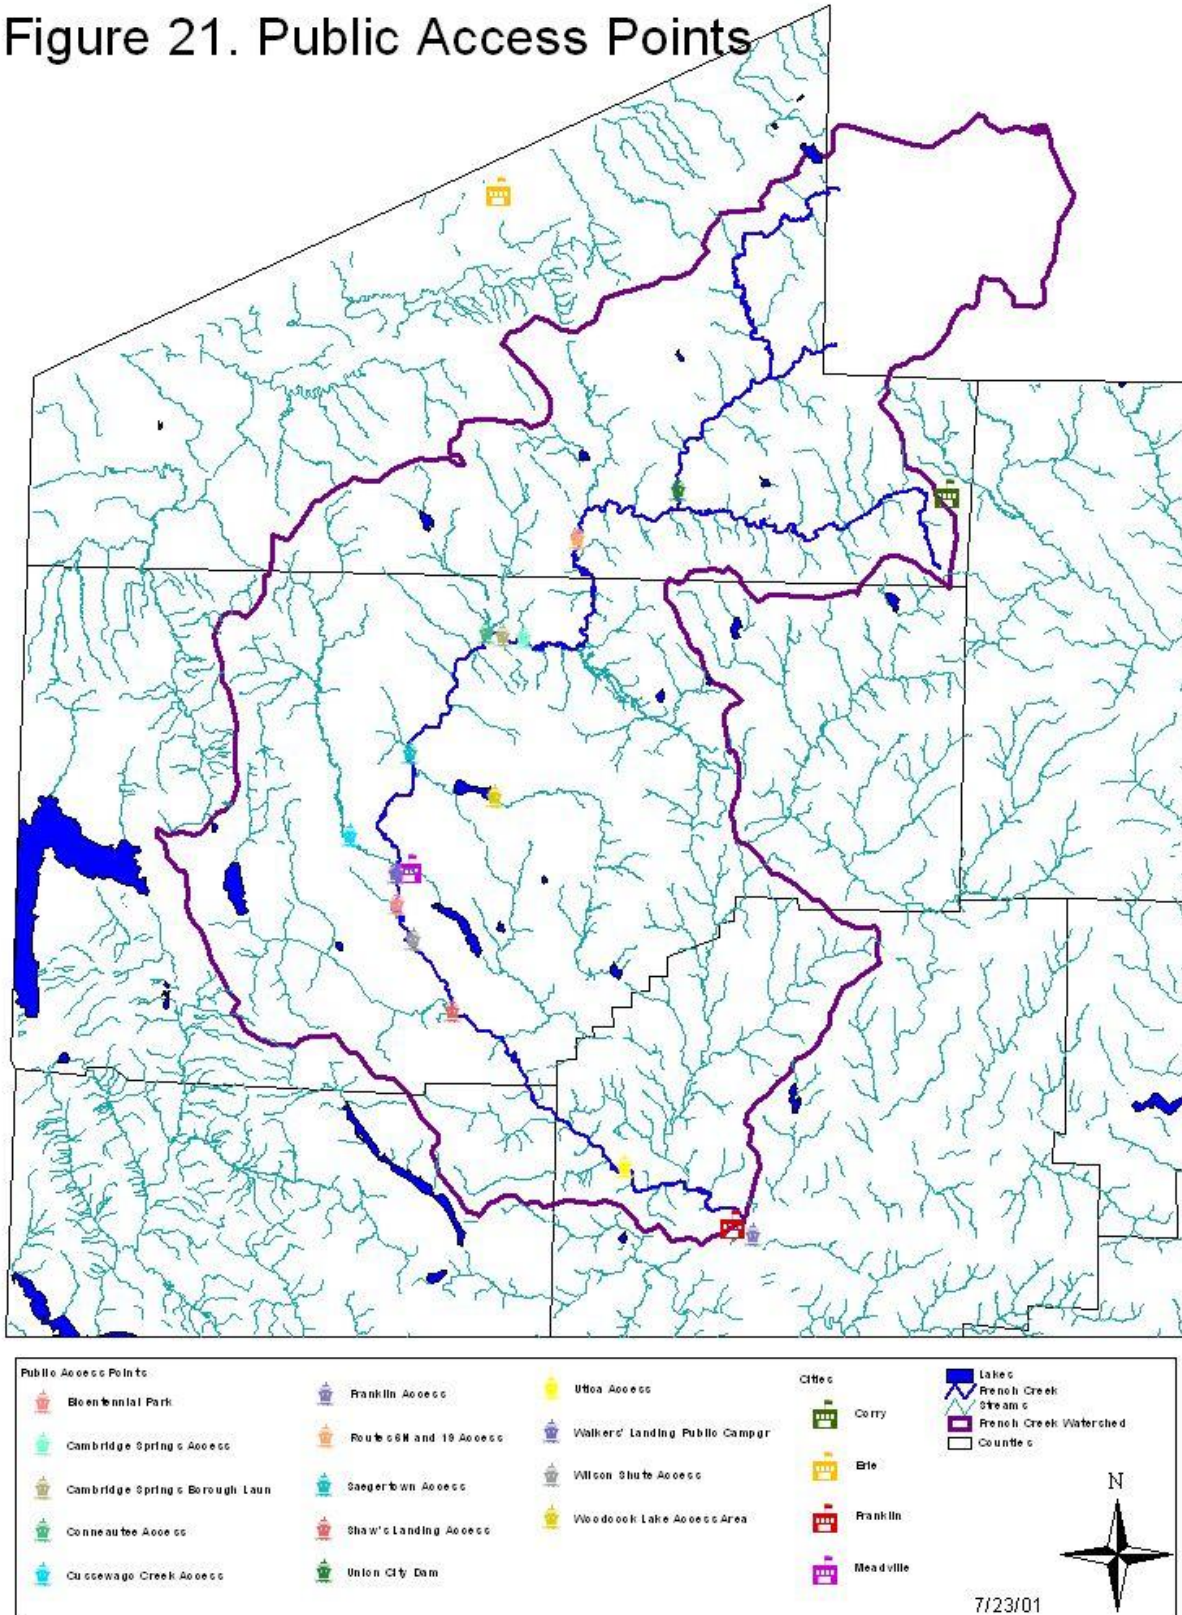 Figure 21. Public Access Points
Public Access Points
Bicentennial Park
Cambridge Springs Access
Cambridge Springs Borough Laun
Conneautee Access
Cussewago Creek Access
Franklin Access
Routes 6N and 19 Access
Saegertown Access
Shaw's Landing Access
Union City Dam
Utica Access
Walkers' Landing Public Campgr
Wilson Shute Access
Woodcock Lake Access Area
Cities
Corry
Erie
Franklin
Meadville
Lakes
French Creek
Streams
French Creek Watershed
Counties
N
7/23/01